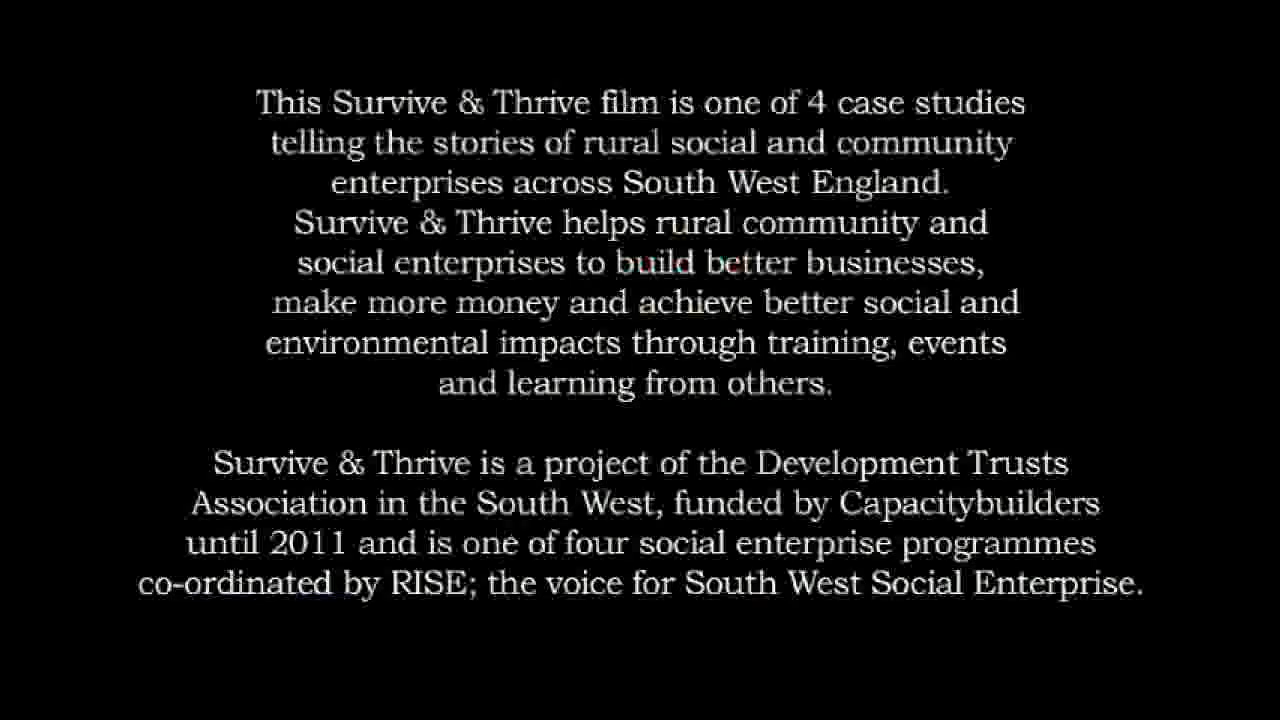 This Survive & Thrive film is one of 4 case studies
telling the stories of rural social and community
enterprises across South West England.
Survive & Thrive helps rural community and
social enterprises to build better businesses,
make more money and achieve better social and
environmental impacts through training, events
and learning from others.
Survive & Thrive is a project of the Development Trusts
Association in the South West, funded by Capacitybuilders
until 2011 and is one of four social enterprise programmes
co-ordinated by RISE; the voice for South West Social Enterprise.